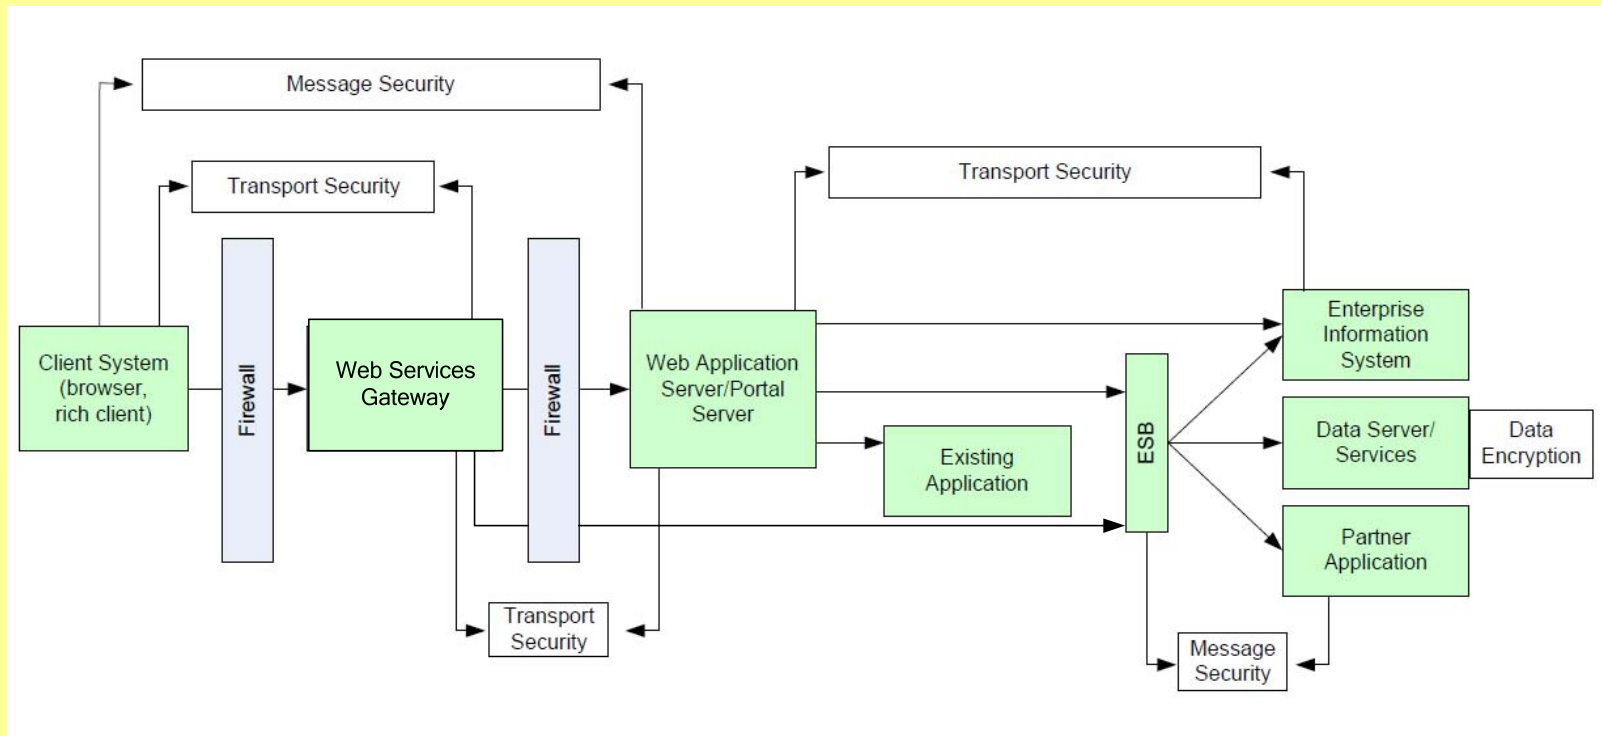 Message Security
Transport Security
Transport Security
Client System
(browser,
rich client)
Firewall
Web Services
Gateway
Firewall
Web Application
Server/Portal
Server
Existing
Application
ESB
Enterprise
Information
System
Data Server/
Services
Data
Encryption
Partner
Application
Transport
Security
Message
Security